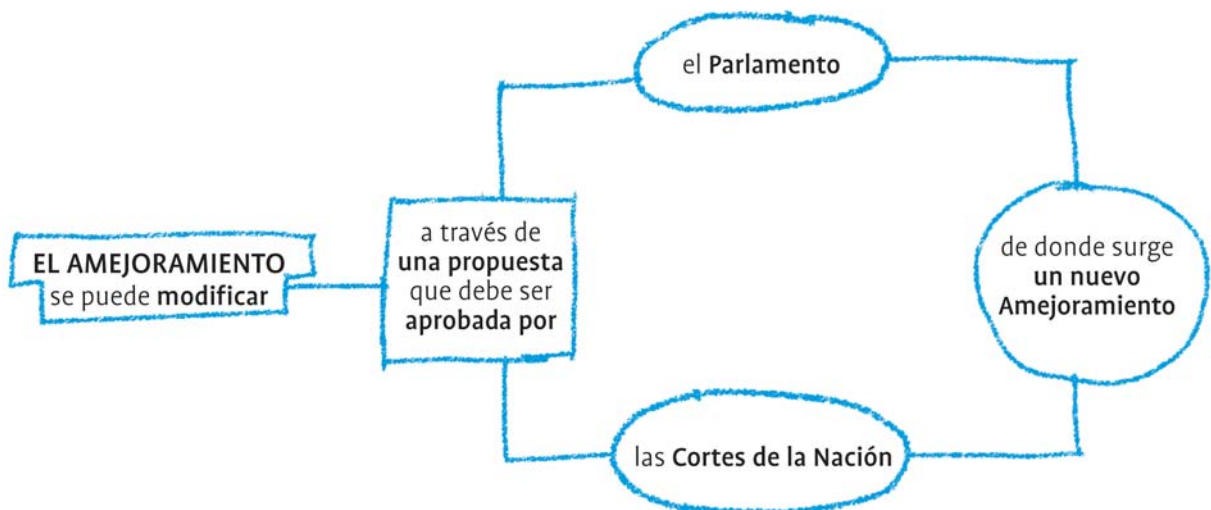 EL AMEJORAMIENTO
se puede modificar
a través de
una propuesta
que debe ser
aprobada por
el Parlamento
las Cortes de la Nación
de donde surge
un nuevo
Amejoramiento